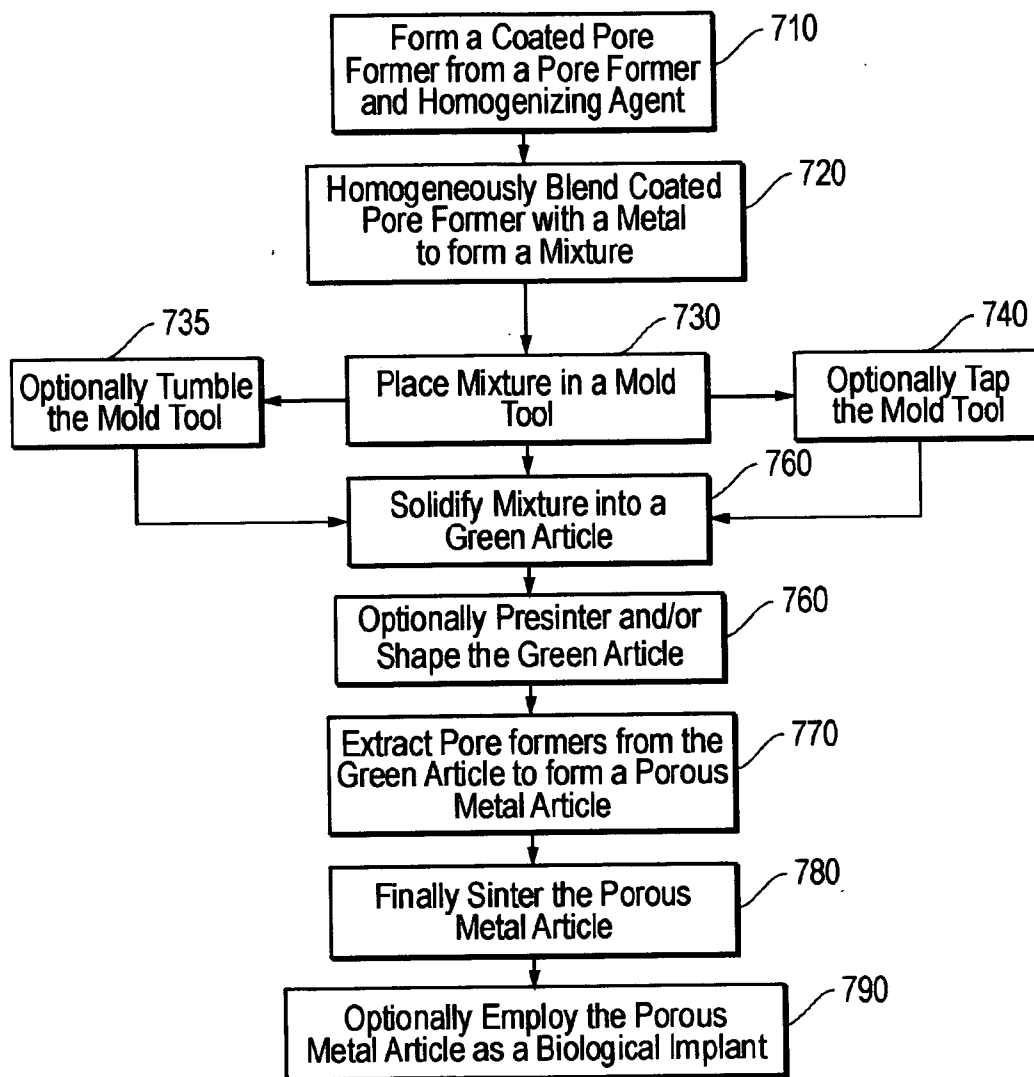 Form a Coated Pore
Former from a Pore Former
and Homogenizing Agent
710
Homogeneously Blend Coated
Pore Former with a Metal
to form a Mixture
720
735
Optionally Tumble
the Mold Tool
730
Place Mixture in a Mold
Tool
740
Optionally Tap
the Mold Tool
760
Solidify Mixture into a
Green Article
760
Optionally Presinter and/or
Shape the Green Article
770
Extract Pore formers from the
Green Article to form a Porous
Metal Article
780
Finally Sinter the Porous
Metal Article
790
Optionally Employ the Porous
Metal Article as a Biological Implant